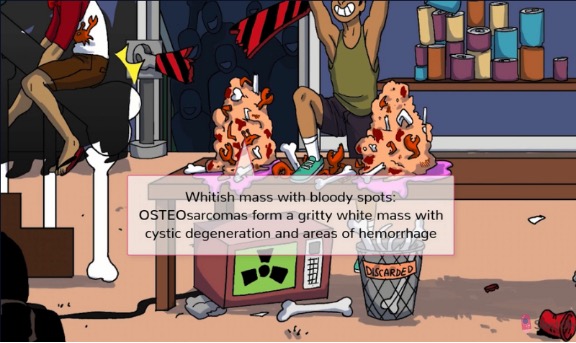 Whitish mass with bloody spots:
OSTEOsarcomas form a gritty white mass with
cystic degeneration and areas of hemorrhage
DISCARDED